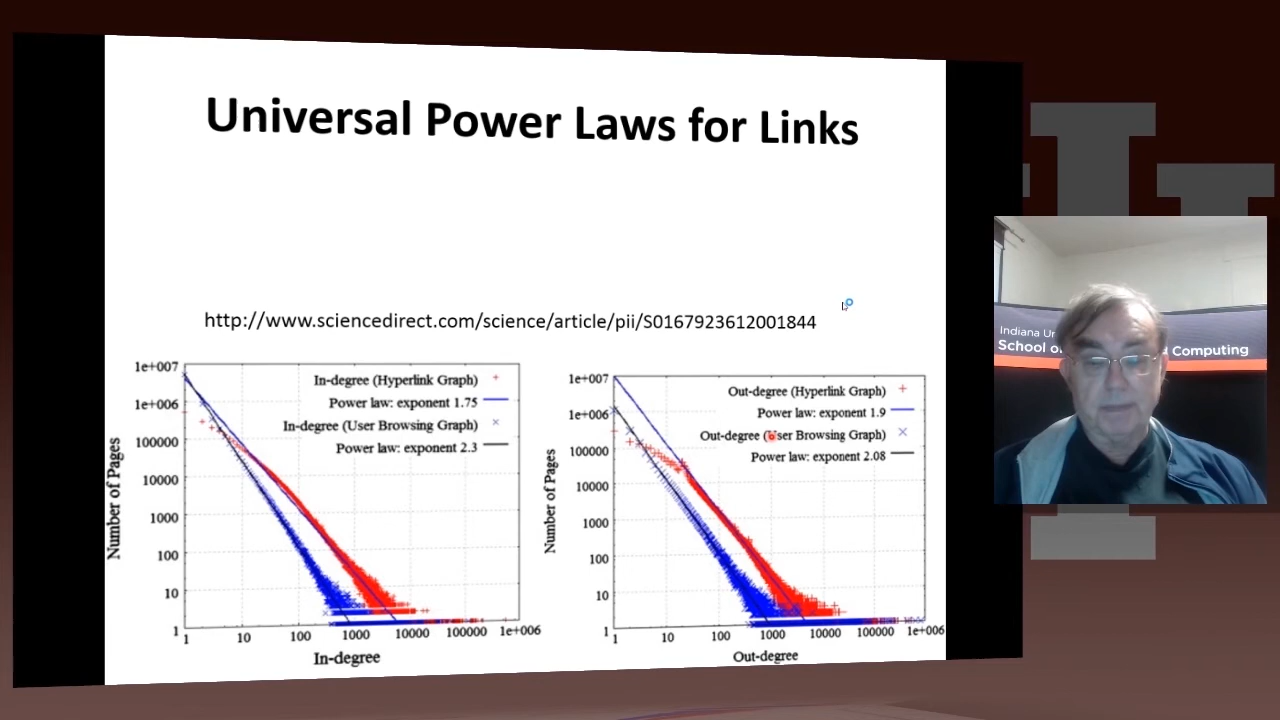 Universal Power Laws for Links
http://www.sciencedirect.com/science/article/pii/S0167923612001844
1e+007
1e+006
100000
10000
1000
100
10
1
Number of Pages
In-degree (Hyperlink Graph)
Power law: exponent 1.75
In-degree (User Browsing Graph)
Power law: exponent 2.3
1 10 100 1000 10000 100000 1e+006
In-degree
1e+007
1e+006
100000
10000
1000
100
10
1
Number of Pages
Out-degree (Hyperlink Graph)
Power law: exponent 1.9
Out-degree (User Browsing Graph)
Power law: exponent 2.08
1 10 100 1000 10000 100000 1e+006
Out-degree
Indiana
School
Computing